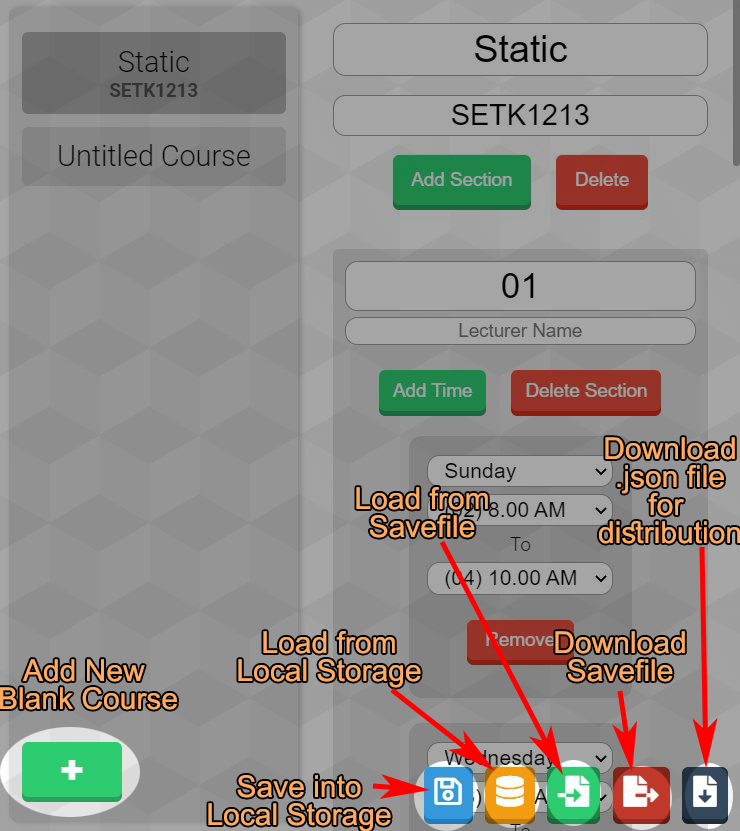 Static
SETK1213
Untitled Course
Static
SETK1213
Add Section
Delete
01
Lecturer Name
Add Time
Delete Section
Sunday
8.00 AM
To
(04) 10.00 AM
Remove
Wednesday
To
Download
.json file
for
distribution
Load from
Savefile
Load from
Local Storage
Download
Savefile
Add New
Blank Course
+
Save into
Local Storage